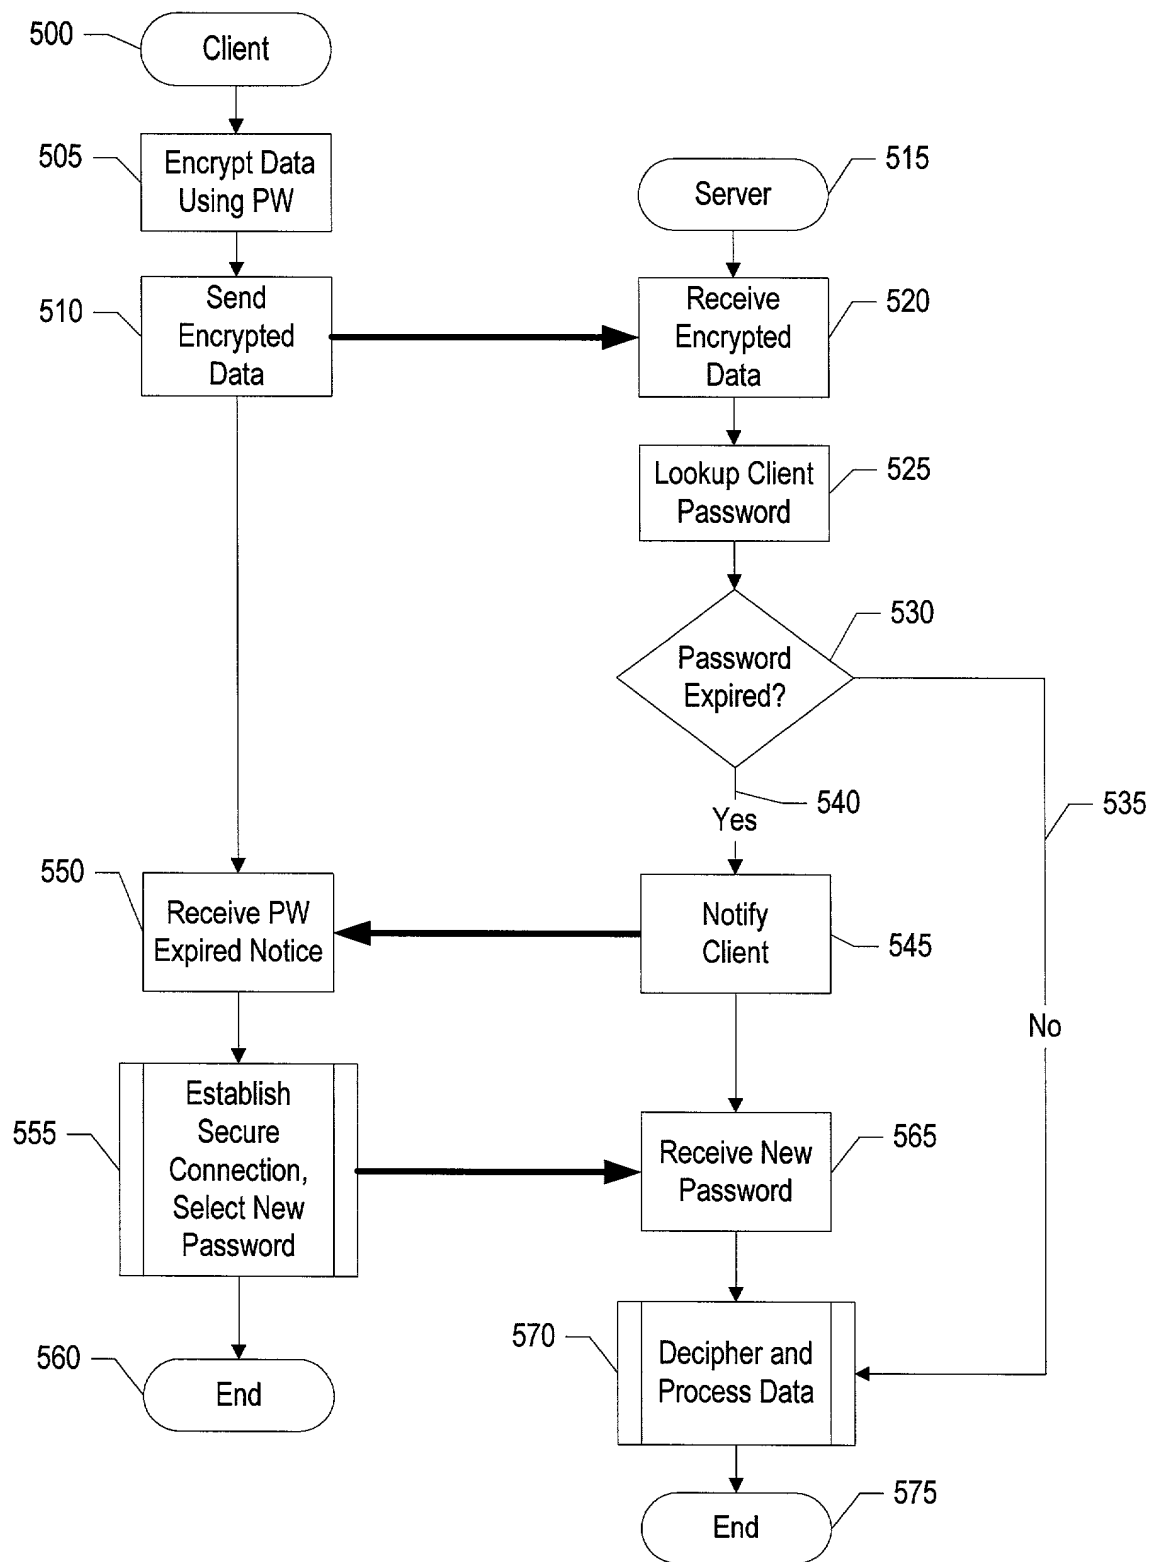 500
Client
505
Encrypt Data
Using PW
515
Server
510
Send
Encrypted
Data
520
Receive
Encrypted
Data
525
Lookup Client
Password
530
Password
Expired?
540
Yes
535
No
550
Receive PW
Expired Notice
545
Notify
Client
555
Establish
Secure
Connection,
Select New
Password
565
Receive New
Password
560
End
570
Decipher and
Process Data
575
End